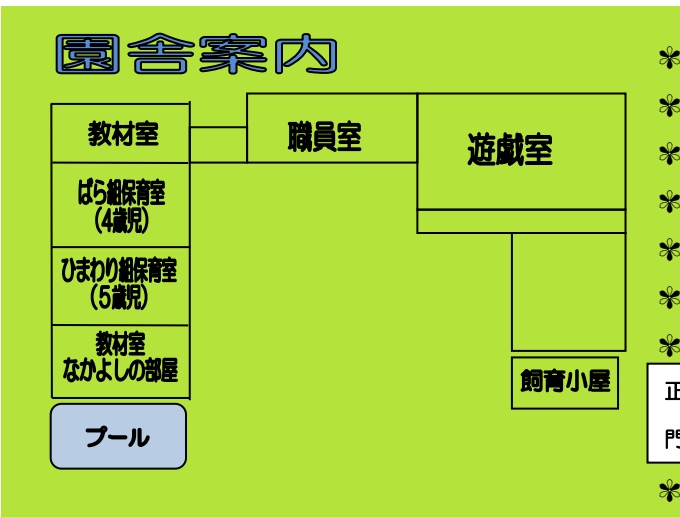 園舎案内
教材室
職員室
遊戯室
ばら組保育室
(4歳児)
ひまわり組保育室
(5歳児)
教材室
なかよしの部屋
飼育小屋
プール
正
門